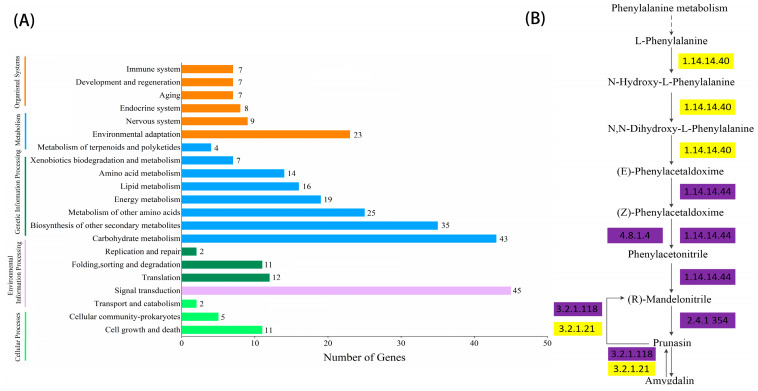 (A)
Organismal Systems
Metabolism
Genetic Information Processing
Environmental
Information Processing
Cellular Processes
Immune system 7
Development and regeneration 7
Aging 7
Endocrine system 8
Nervous system 9
Environmental adaptation 23
Metabolism of terpenoids and polyketides 4
Xenobiotics biodegradation and metabolism 7
Amino acid metabolism 14
Lipid metabolism 16
Energy metabolism 19
Metabolism of other amino acids 25
Biosynthesis of other secondary metabolites 35
Carbohydrate metabolism 43
Replication and repair 2
Folding,sorting and degradation 11
Translation 12
Signal transduction 45
Transport and catabolism 2
Cellular community-prokaryotes 5
Cell growth and death 11
0 10 20 30 40 50
Number of Genes
(B)
Phenylalanine metabolism
L-Phenylalanine
1.14.14.40
N-Hydroxy-L-Phenylalanine
1.14.14.40
N,N-Dihydroxy-L-Phenylalanine
1.14.14.40
(E)-Phenylacetaldoxime
1.14.14.44
(Z)-Phenylacetaldoxime
4.8.1.4 1.14.14.44
Phenylacetonitrile
1.14.14.44
(R)-Mandelonitrile
3.2.1.118
3.2.1.21
2.4.1 354
Prunasin
3.2.1.118
3.2.1.21
Amygdalin